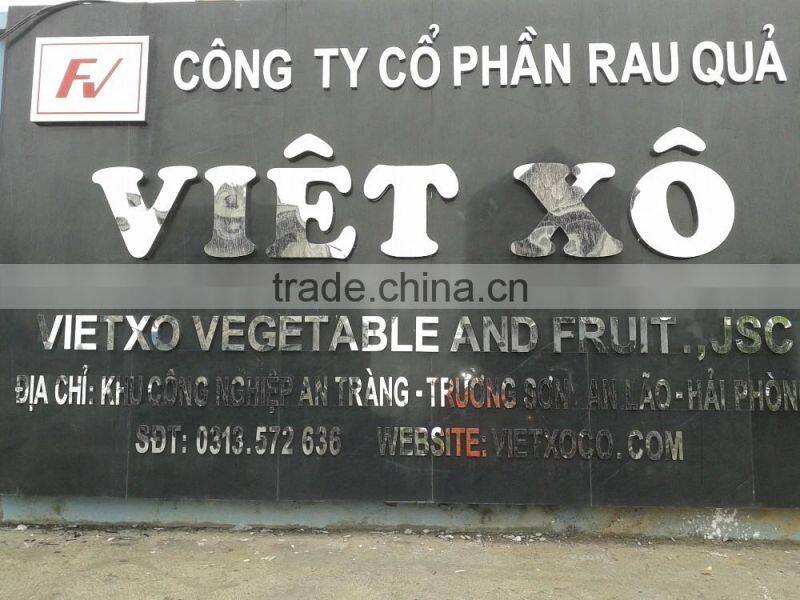 FV
CÔNG TY CỔ PHẦN RAU QUẢ
VIỆT XÔ
trade.china.cn
VIETXO VEGETABLE AND FRUIT.,JSC
ĐỊA CHỈ: KHU CÔNG NGHIỆP AN TRÀNG - TRƯỜNG SƠN . AN LÃO - HẢI PHÒN
SĐT: 0313.572 636 WEBSITE: VIETXOCO.COM